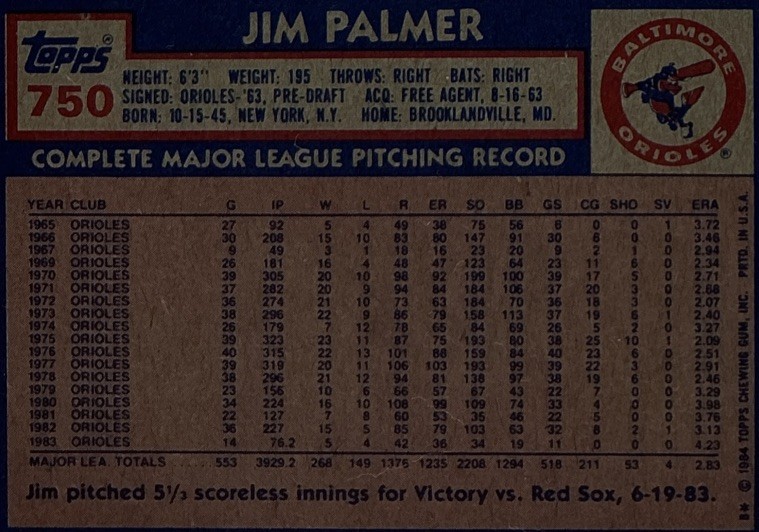 JIM PALMER
Topps®
750
HEIGHT: 6'3" WEIGHT: 195 THROWS: RIGHT BATS: RIGHT
SIGNED: ORIOLES-'63, PRE-DRAFT ACQ: FREE AGENT, 8-16-63
BORN: 10-15-45, NEW YORK, N.Y. HOME: BROOKLANDVILLE, MD.
BALTIMORE
ORIOLES®
COMPLETE MAJOR LEAGUE PITCHING RECORD
YEAR CLUB G IP W L R ER SO BB GS CG SHO SV ERA
1965 ORIOLES 27 92 5 4 49 38 75 56 6 0 0 1 3.72
1966 ORIOLES 30 208 15 10 83 80 147 91 30 6 0 0 3.46
1967 ORIOLES 9 49 3 1 18 16 23 20 9 2 1 0 2.94
1969 ORIOLES 26 181 16 4 48 47 123 64 23 11 6 0 2.34
1970 ORIOLES 39 305 20 10 98 92 199 100 39 17 5 0 2.71
1971 ORIOLES 37 282 20 9 94 84 184 106 37 20 3 0 2.68
1972 ORIOLES 36 274 21 10 73 63 184 70 36 18 3 0 2.07
1973 ORIOLES 38 296 22 9 86 79 158 113 37 19 6 1 2.40
1974 ORIOLES 26 179 7 12 78 65 84 69 26 5 2 0 3.27
1975 ORIOLES 39 323 23 11 87 75 193 80 38 25 10 1 2.09
1976 ORIOLES 40 315 22 13 101 88 159 84 40 23 6 0 2.51
1977 ORIOLES 39 319 20 11 106 103 193 99 39 22 3 0 2.91
1978 ORIOLES 38 296 21 12 94 81 138 97 38 19 6 0 2.46
1979 ORIOLES 23 156 10 6 66 57 67 43 22 7 0 0 3.29
1980 ORIOLES 34 224 16 10 108 99 109 74 33 4 0 0 3.98
1981 ORIOLES 22 127 7 8 60 53 35 46 22 5 0 0 3.76
1982 ORIOLES 36 227 15 5 85 79 103 63 32 8 2 1 3.13
1983 ORIOLES 14 76.2 5 4 42 36 34 19 11 0 0 0 4.23
MAJOR LEA. TOTALS 553 3929.2 268 149 1376 1235 2208 1294 518 211 53 4 2.83
Jim pitched 5⅓ scoreless innings for Victory vs. Red Sox, 6-19-83.
B* © 1984 TOPPS CHEWING GUM, INC. PRTD. IN U.S.A.